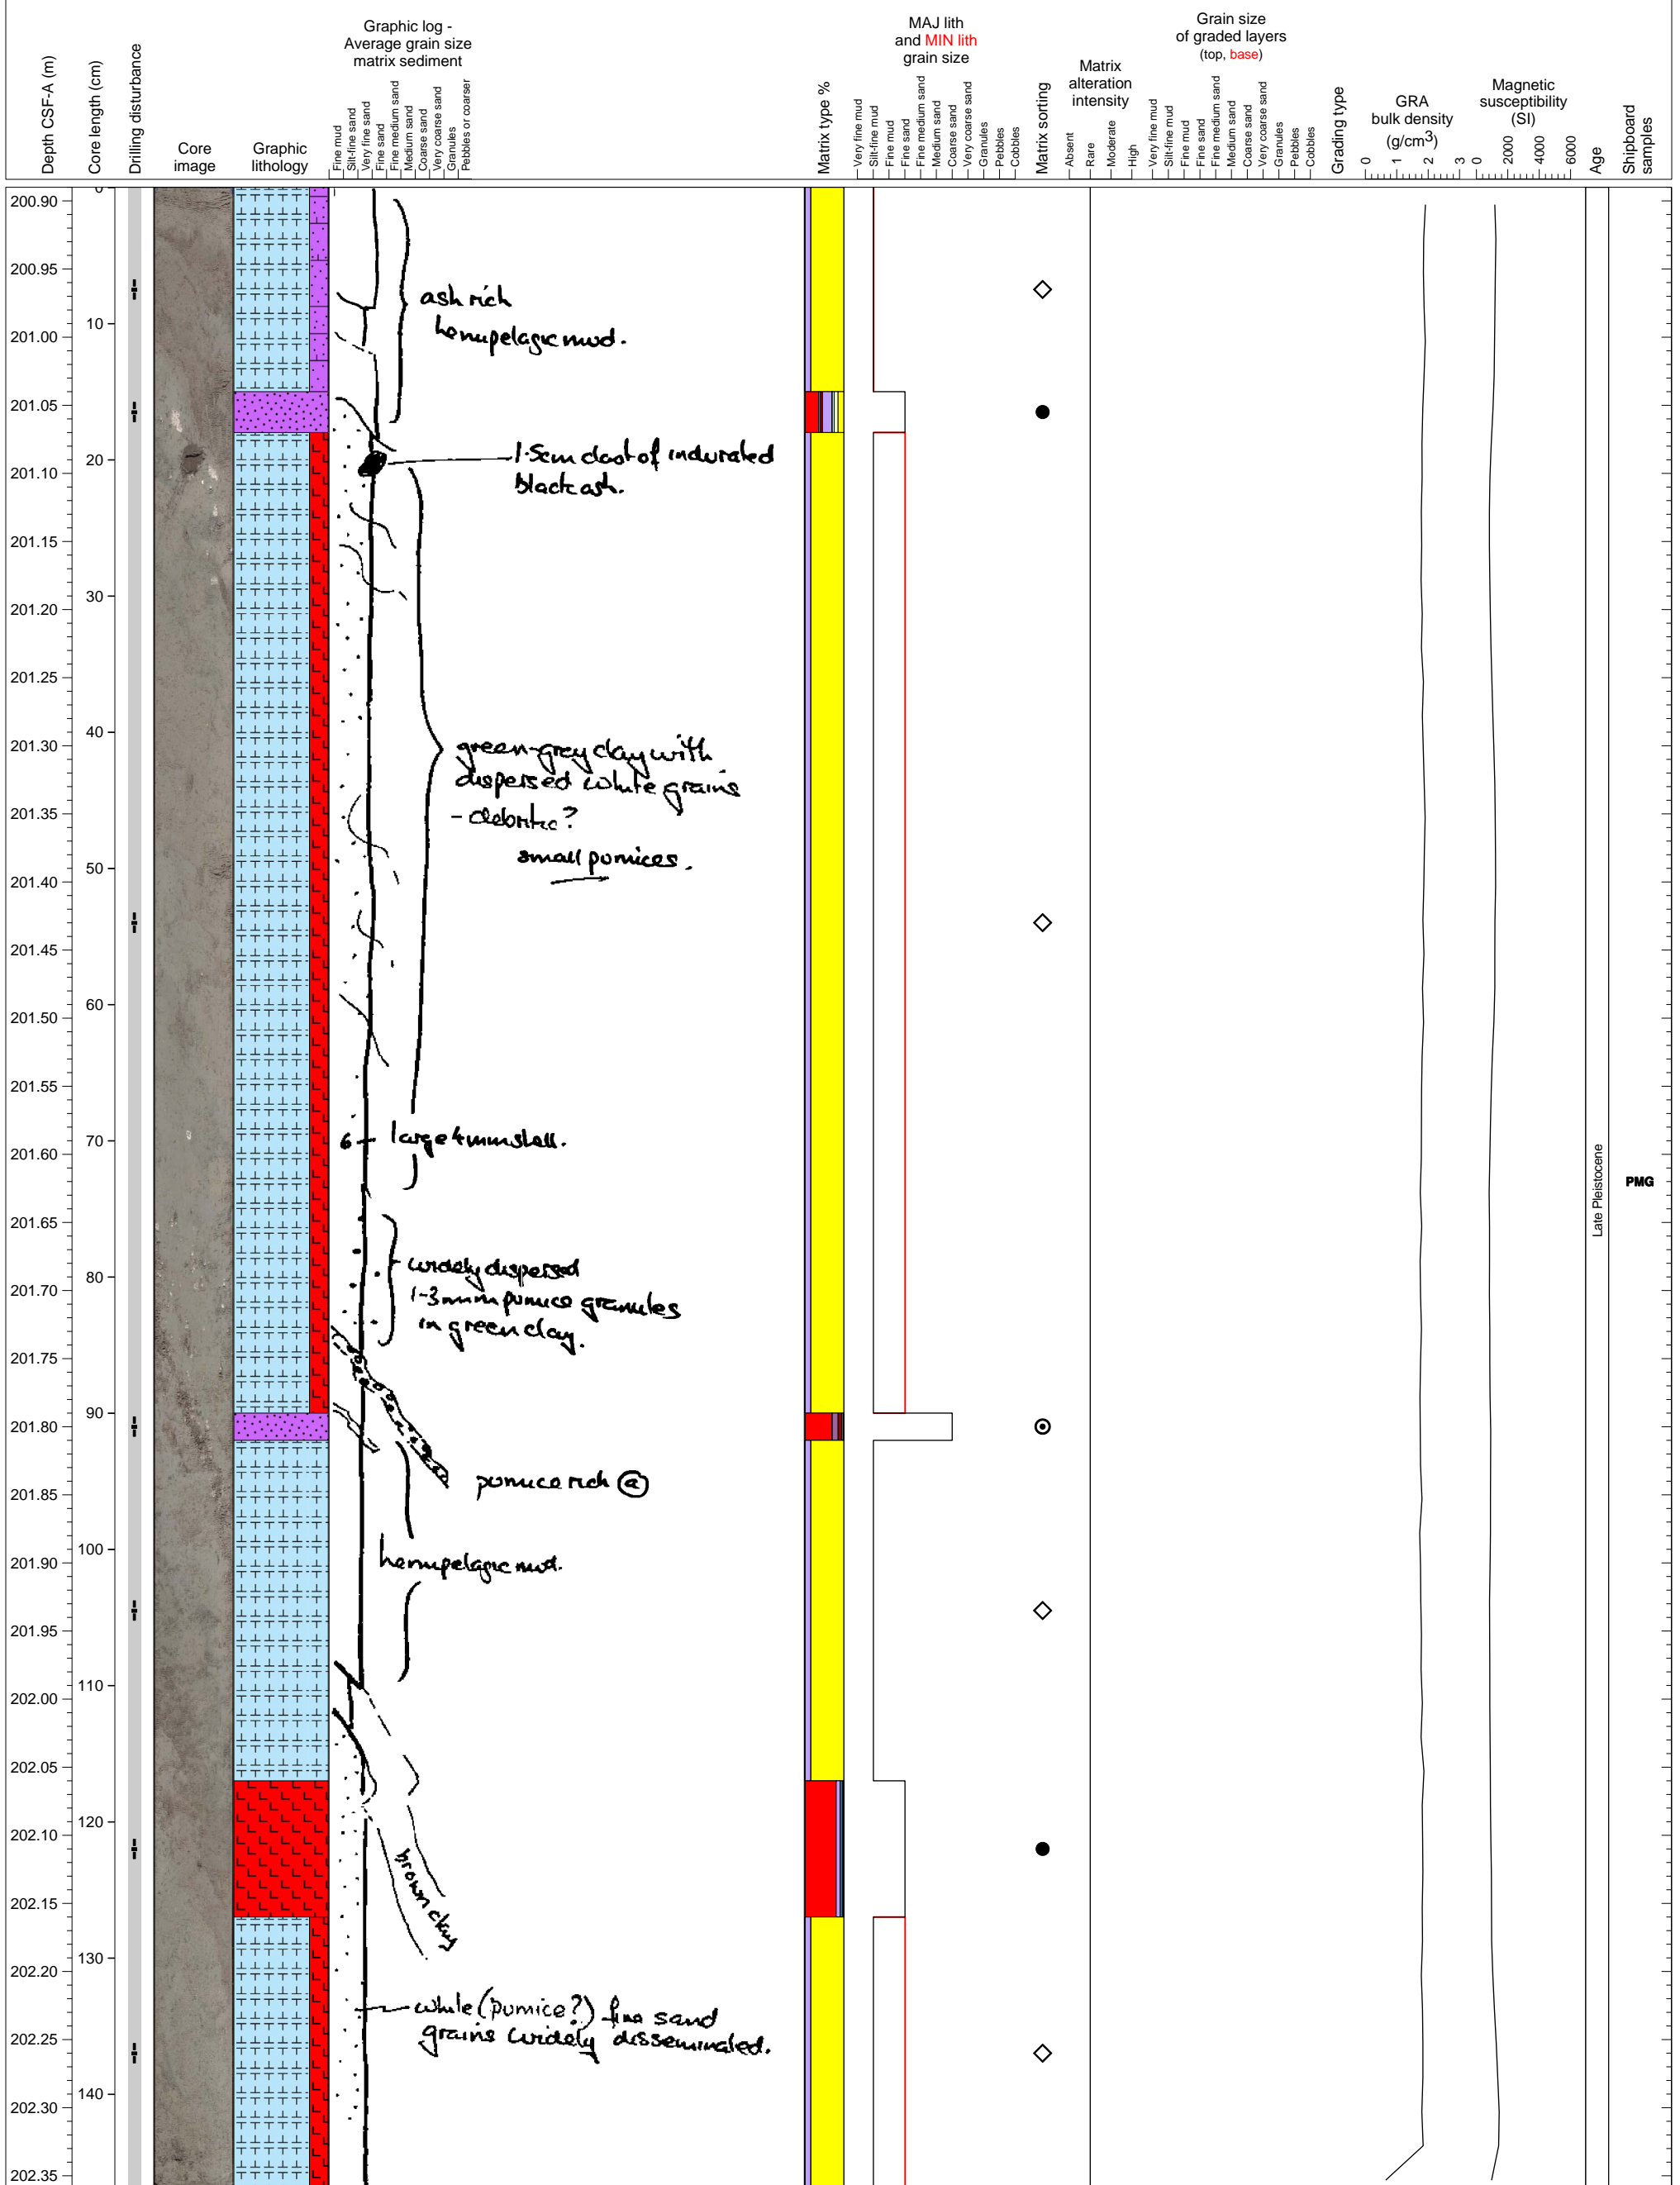 Depth CSF-A (m)
Core length (cm)
Drilling disturbance
Core
image
Graphic
lithology
Graphic log -
Average grain size
matrix sediment
Fine mud
Silt-fine sand
Very fine sand
Fine sand
Fine medium sand
Medium sand
Coarse sand
Very coarse sand
Granules
Pebbles or coarser
Matrix type %
MAJ lith
and MIN lith
grain size
Very fine mud
Silt-fine mud
Fine mud
Fine sand
Fine medium sand
Medium sand
Coarse sand
Very coarse sand
Granules
Pebbles
Cobbles
Matrix sorting
Matrix
alteration
intensity
Absent
Rare
Moderate
High
Grain size
of graded layers
(top, base)
Very fine mud
Silt-fine mud
Fine mud
Fine sand
Fine medium sand
Medium sand
Coarse sand
Very coarse sand
Granules
Pebbles
Cobbles
Grading type
GRA
bulk density
(g/cm3)
0 1 2 3
Magnetic
susceptibility
(SI)
0 2000 4000 6000
Age
Shipboard
samples
0
200.90
200.95
10
201.00
201.05
20
201.10
201.15
30
201.20
201.25
40
201.30
201.35
50
201.40
201.45
60
201.50
201.55
70
201.60
201.65
80
201.70
201.75
90
201.80
201.85
100
201.90
201.95
110
202.00
202.05
120
202.10
202.15
130
202.20
202.25
140
202.30
202.35
ash rich
hemipelagic mud.
1.5cm clast of indurated
black ash.
green-grey clay with
dispersed white grains
- debrite?
small pumices.
large 4mm shell.
widely dispersed
1-3mm pumice granules
in green clay.
pumice rich a
hemipelagic mud.
brown clay
white (pumice?) fine sand
grains widely disseminated.
Late Pleistocene
PMG